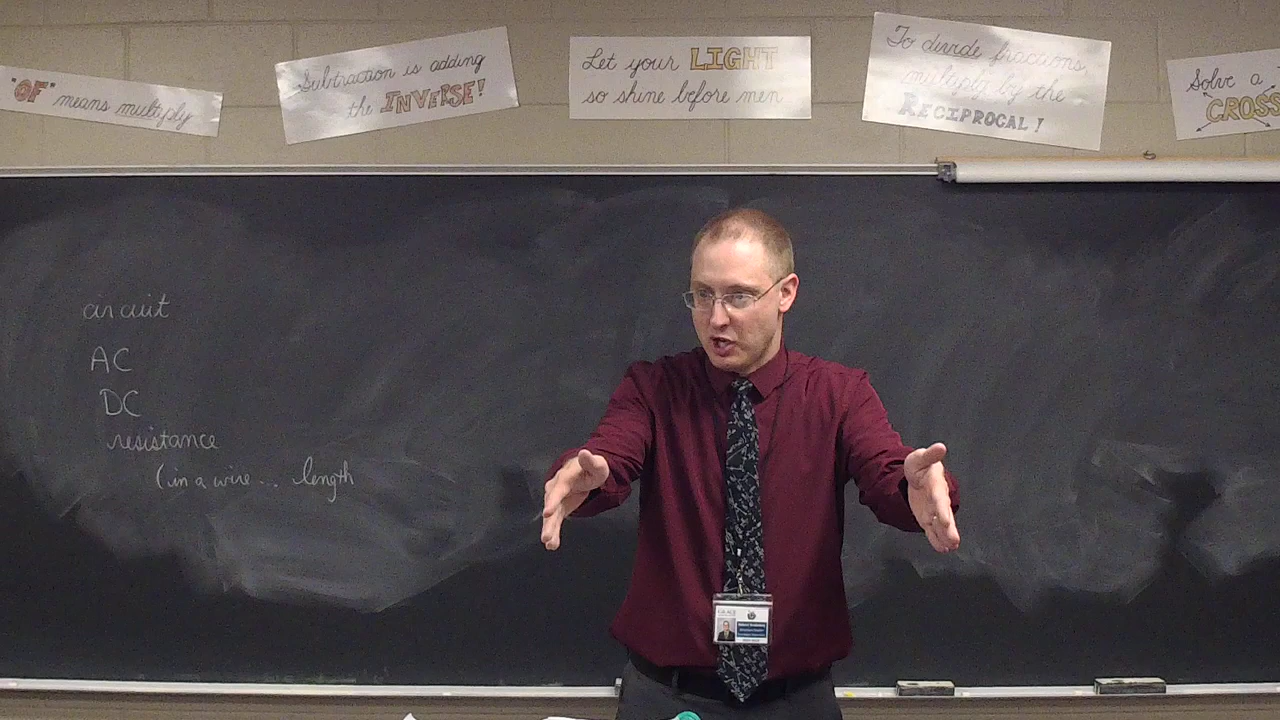 "OF" means multiply
Subtraction is adding
the INVERSE!
Let your LIGHT
so shine before men
To divide fractions,
multiply by the
RECIPROCAL!
Solve a
CROSS
circuit
AC
DC
resistance
(in a wire... length